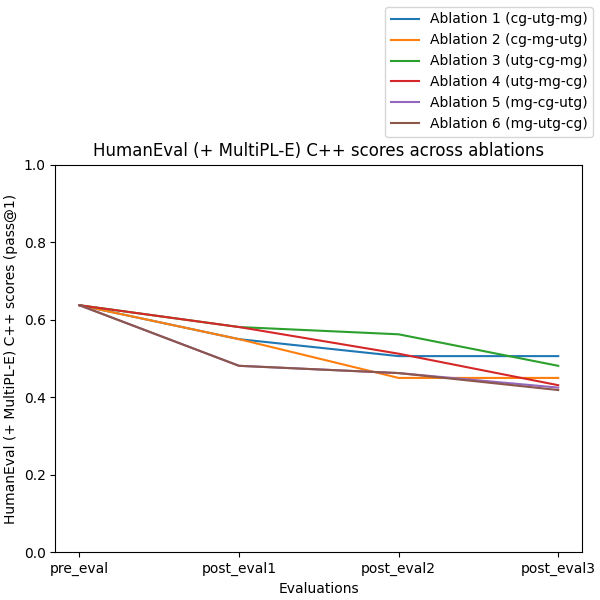 Ablation 1 (cg-utg-mg)
Ablation 2 (cg-mg-utg)
Ablation 3 (utg-cg-mg)
Ablation 4 (utg-mg-cg)
Ablation 5 (mg-cg-utg)
Ablation 6 (mg-utg-cg)
HumanEval (+ MultiPL-E) C++ scores across ablations
HumanEval (+ MultiPL-E) C++ scores (pass@1)
1.0
0.8
0.6
0.4
0.2
0.0
pre_eval
post_eval1
post_eval2
post_eval3
Evaluations